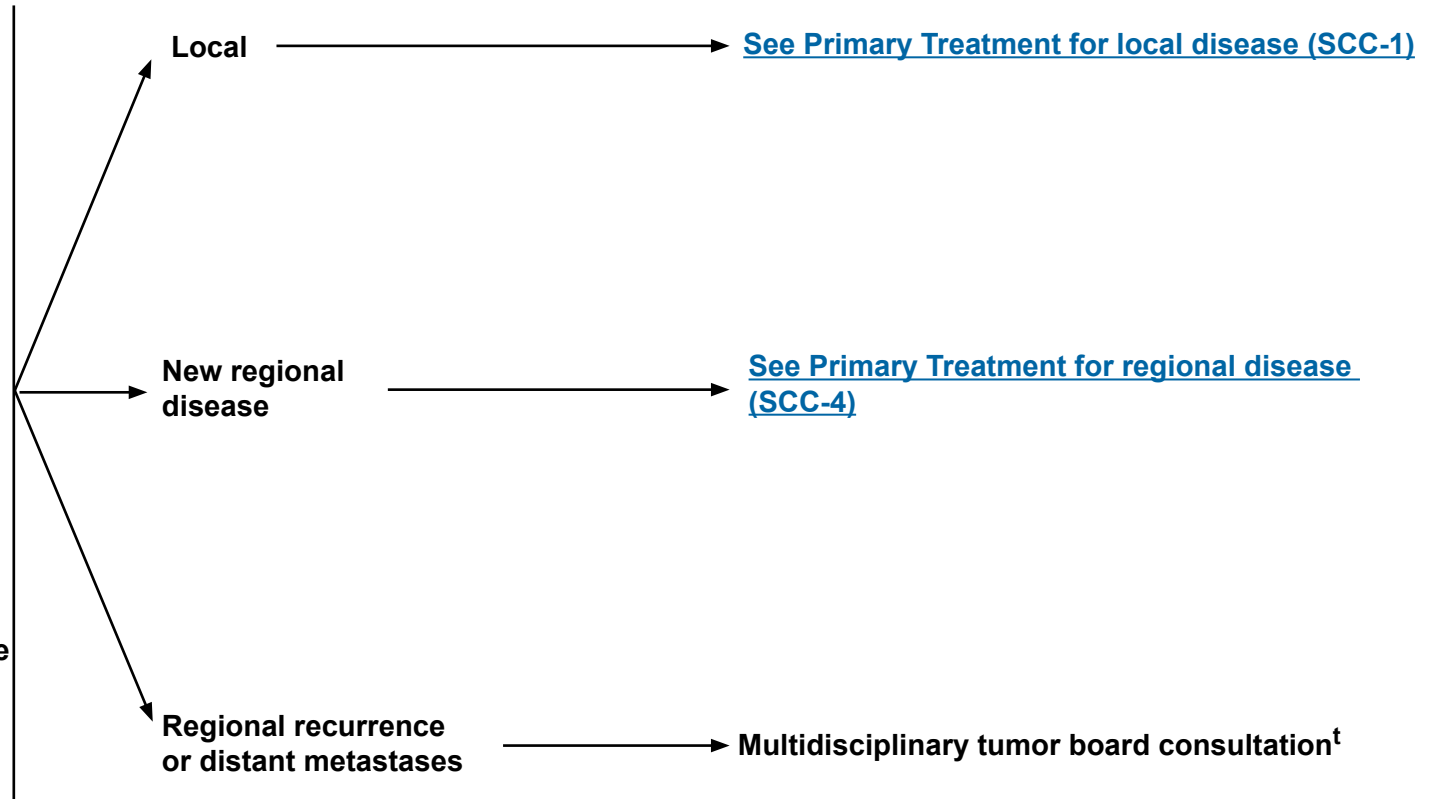 Local
See Primary Treatment for local disease (SCC-1)
New regional
disease
See Primary Treatment for regional disease
(SCC-4)
e
Regional recurrence
or distant metastases
Multidisciplinary tumor board consultationᵗ